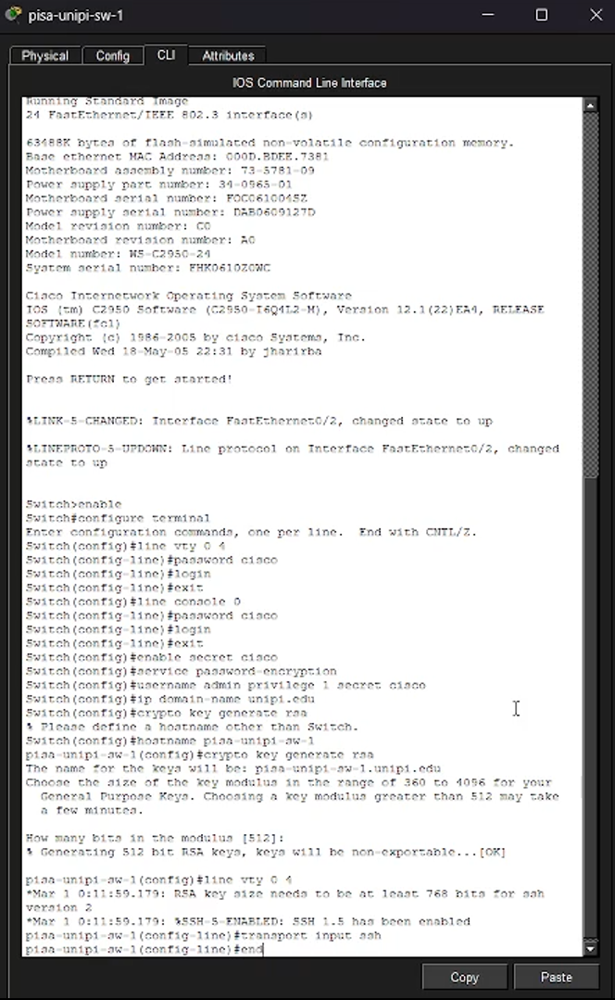 pisa-unipi-sw-1
Physical
Config
CLI
Attributes
IOS Command Line Interface
Running Standard Image
24 FastEthernet/IEEE 802.3 interface(s)
63488K bytes of flash-simulated non-volatile configuration memory.
Base ethernet MAC Address: 000D.BDEE.7381
Motherboard assembly number: 73-5781-09
Power supply part number: 34-0965-01
Motherboard serial number: FOC061004SZ
Power supply serial number: DAB0609127D
Model revision number: C0
Motherboard revision number: A0
Model number: WS-C2950-24
System serial number: FHK0610Z0WC
Cisco Internetwork Operating System Software
IOS (tm) C2950 Software (C2950-I6Q4L2-M), Version 12.1(22)EA4, RELEASE
SOFTWARE(fc1)
Copyright (c) 1986-2005 by cisco Systems, Inc.
Compiled Wed 18-May-05 22:31 by jharirba
Press RETURN to get started!
%LINK-5-CHANGED: Interface FastEthernet0/2, changed state to up
%LINEPROTO-5-UPDOWN: Line protocol on Interface FastEthernet0/2, changed
state to up
Switch>enable
Switch#configure terminal
Enter configuration commands, one per line.  End with CNTL/Z.
Switch(config)#line vty 0 4
Switch(config-line)#password cisco
Switch(config-line)#login
Switch(config-line)#exit
Switch(config)#line console 0
Switch(config-line)#password cisco
Switch(config-line)#login
Switch(config-line)#exit
Switch(config)#enable secret cisco
Switch(config)#service password-encryption
Switch(config)#username admin privilege 1 secret cisco
Switch(config)#ip domain-name unipi.edu
Switch(config)#crypto key generate rsa
% Please define a hostname other than Switch.
Switch(config)#hostname pisa-unipi-sw-1
pisa-unipi-sw-1(config)#crypto key generate rsa
The name for the keys will be: pisa-unipi-sw-1.unipi.edu
Choose the size of the key modulus in the range of 360 to 4096 for your
General Purpose Keys. Choosing a key modulus greater than 512 may take
a few minutes.
How many bits in the modulus [512]:
% Generating 512 bit RSA keys, keys will be non-exportable...[OK]
pisa-unipi-sw-1(config)#line vty 0 4
*Mar 1 0:11:59.179: RSA key size needs to be at least 768 bits for ssh
version 2
*Mar 1 0:11:59.179: %SSH-5-ENABLED: SSH 1.5 has been enabled
pisa-unipi-sw-1(config-line)#transport input ssh
pisa-unipi-sw-1(config-line)#end
Copy
Paste